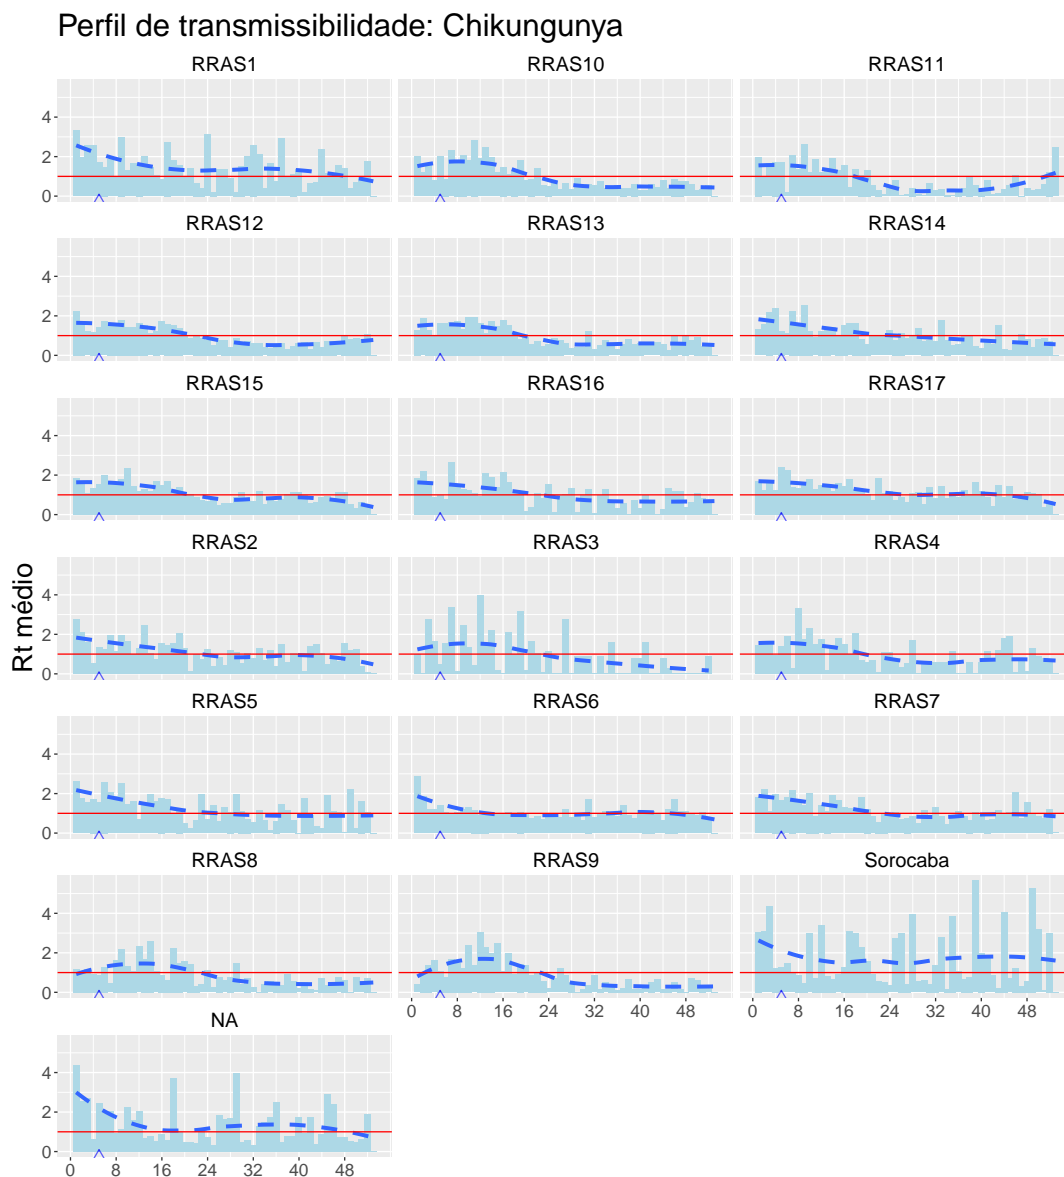 Perfil de transmissibilidade: Chikungunya
RRAS1 RRAS10 RRAS11
4
2
0
RRAS12 RRAS13 RRAS14
4
2
0
RRAS15 RRAS16 RRAS17
4
2
0
RRAS2 RRAS3 RRAS4
4
2
0
Rt médio
RRAS5 RRAS6 RRAS7
4
2
0
RRAS8 RRAS9 Sorocaba
4
2
0
0 8 16 24 32 40 48 0 8 16 24 32 40 48
NA
4
2
0
0 8 16 24 32 40 48